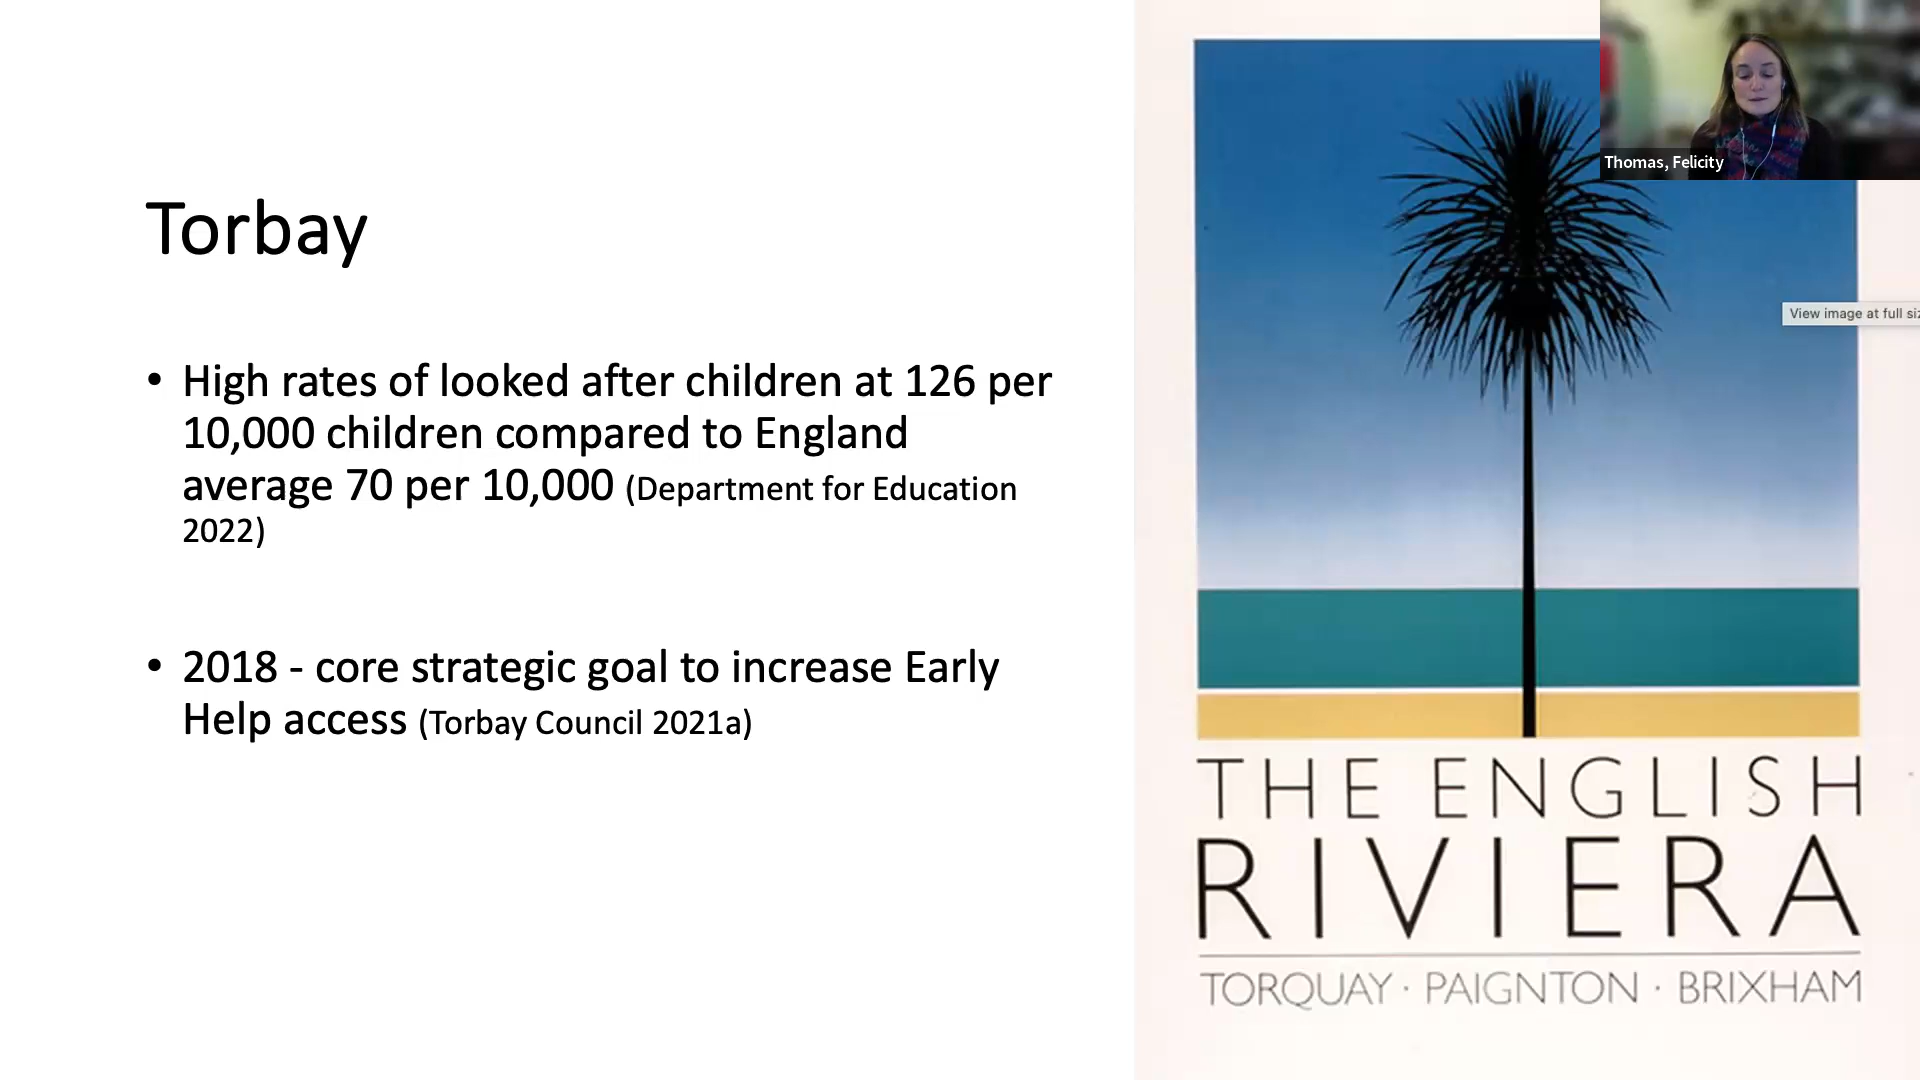 Torbay
• High rates of looked after children at 126 per
10,000 children compared to England
average 70 per 10,000 (Department for Education
2022)
• 2018 - core strategic goal to increase Early
Help access (Torbay Council 2021a)
Thomas, Felicity
View image at full siz
THE ENGLISH
RIVIERA
TORQUAY · PAIGNTON · BRIXHAM